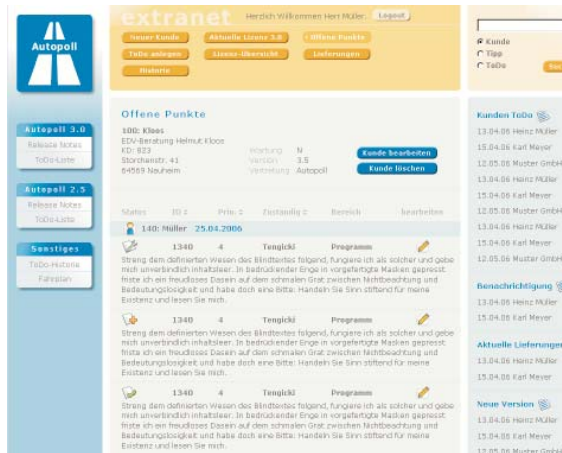 Autopoll
extranet Herzlich Willkommen Herr Müller. Logout
Neuer Kunde Aktuelle Lizenz 3.0 Offene Punkte
ToDo anlegen Lizenz-Übersicht Lieferungen
Historie
Kunde
Tipp
ToDo
Autopoll 3.0
Release Notes
ToDo-Liste
Autopoll 2.5
Release Notes
ToDo-Liste
Sonstiges
ToDo-Historie
Fahrplan
Offene Punkte
100: Kloos
EDV-Beratung Helmut Kloos
KD: 823 Wartung N
Storchenstr. 41 Version 3.5
64569 Nauheim Vertretung Autopoll
Kunde bearbeiten
Kunde löschen
Status ID Prio. Zuständig Bereich bearbeiten
140: Müller 25.04.2006
1340 4 Tengicki Programm
Streng dem definierten Wesen des Blindtextes folgend, fungiere ich als solcher und gebe
mich unverbindlich inhaltsleer. In bedrückender Enge in vorgefertigte Masken gepresst
friste ich ein freudloses Dasein auf dem schmalen Grat zwischen Nichtbeachtung und
Bedeutungslosigkeit und habe doch eine Bitte: Handeln Sie Sinn stiftend für meine
Existenz und lesen Sie mich.
1340 4 Tengicki Programm
Streng dem definierten Wesen des Blindtextes folgend, fungiere ich als solcher und gebe
mich unverbindlich inhaltsleer. In bedrückender Enge in vorgefertigte Masken gepresst
friste ich ein freudloses Dasein auf dem schmalen Grat zwischen Nichtbeachtung und
Bedeutungslosigkeit und habe doch eine Bitte: Handeln Sie Sinn stiftend für meine
Existenz und lesen Sie mich.
1340 4 Tengicki Programm
Streng dem definierten Wesen des Blindtextes folgend, fungiere ich als solcher und gebe
mich unverbindlich inhaltsleer. In bedrückender Enge in vorgefertigte Masken gepresst
friste ich ein freudloses Dasein auf dem schmalen Grat zwischen Nichtbeachtung und
Bedeutungslosigkeit und habe doch eine Bitte: Handeln Sie Sinn stiftend für meine
Existenz und lesen Sie mich.
Kunden ToDo
13.04.06 Heinz Müller
15.04.06 Karl Meyer
12.05.06 Muster GmbH
13.04.06 Heinz Müller
15.04.06 Karl Meyer
12.05.06 Muster GmbH
13.04.06 Heinz Müller
15.04.06 Karl Meyer
12.05.06 Muster GmbH
Benachrichtigung
13.04.06 Heinz Müller
15.04.06 Karl Meyer
Aktuelle Lieferungen
13.04.06 Heinz Müller
15.04.06 Karl Meyer
Neue Version
13.04.06 Heinz Müller
15.04.06 Karl Meyer
12.05.06 Muster GmbH